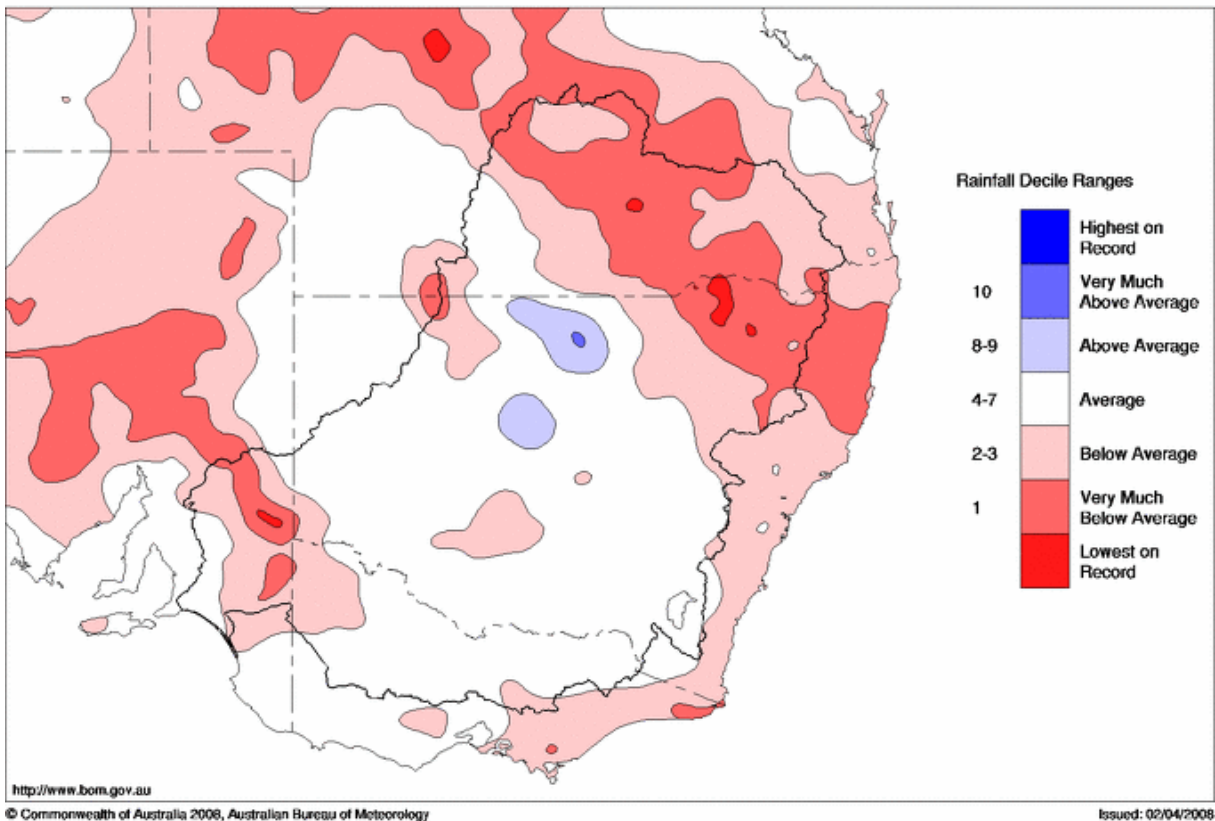 Rainfall Decile Ranges
Highest on
Record
10
Very Much
Above Average
8-9
Above Average
4-7
Average
2-3
Below Average
1
Very Much
Below Average
Lowest on
Record
http://www.bom.gov.au
© Commonwealth of Australia 2008, Australian Bureau of Meteorology
Issued: 02/04/2008